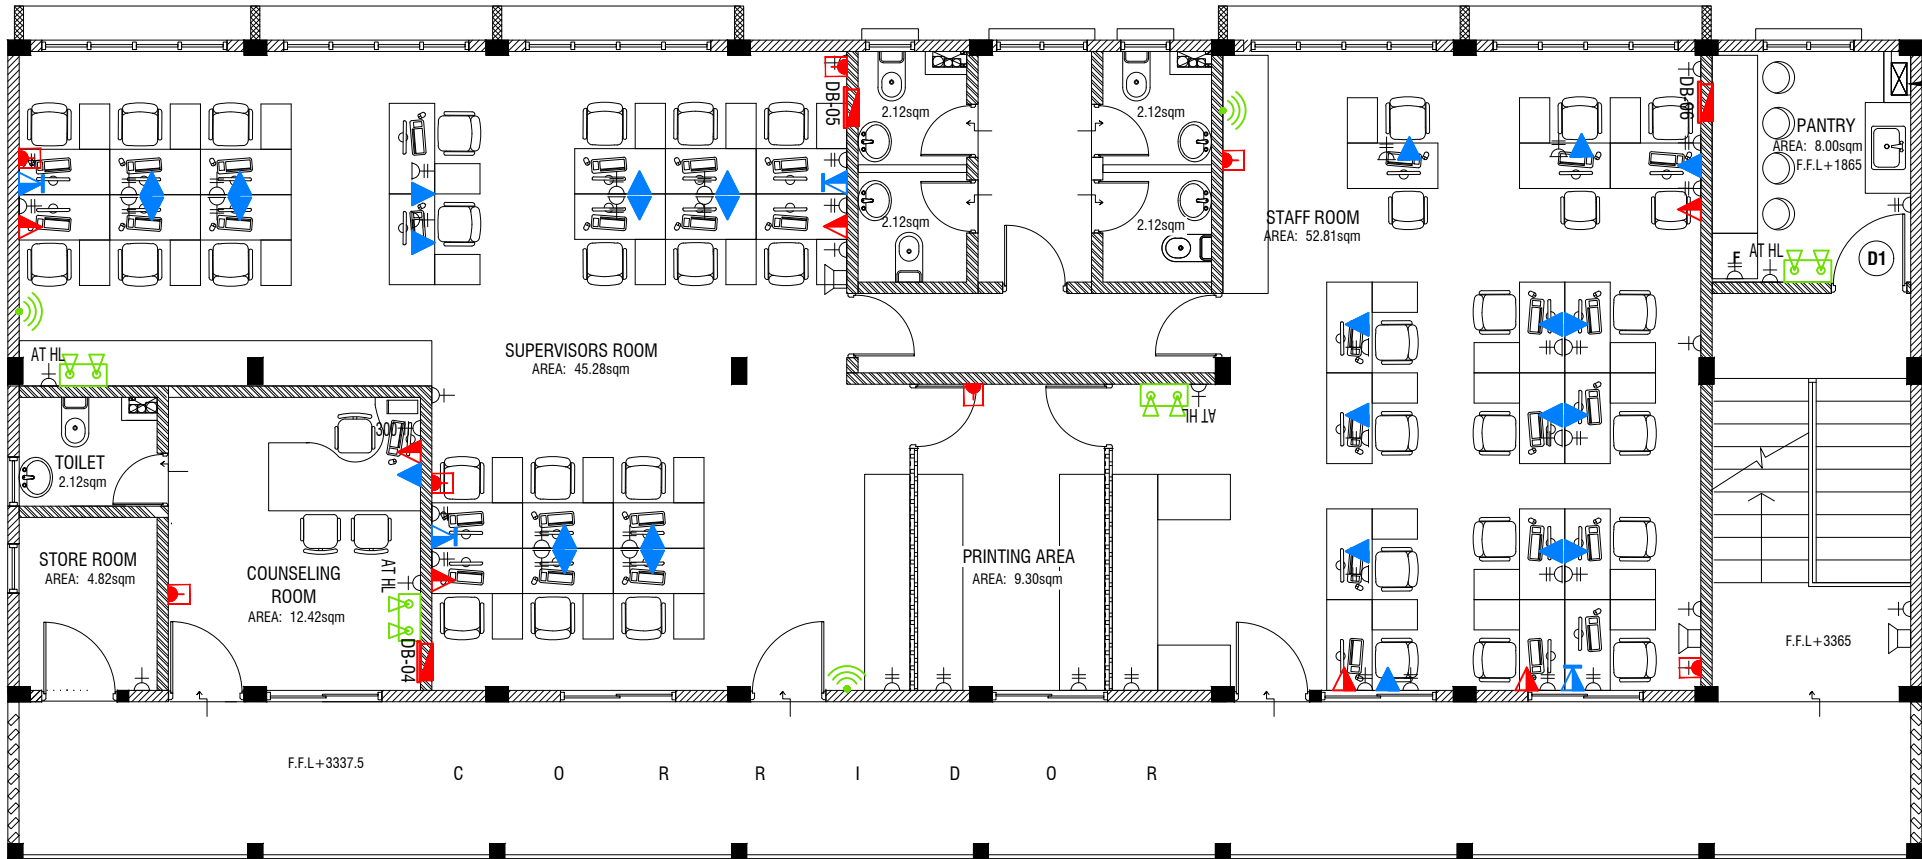 DB-05
2.12sqm
2.12sqm
DB-06
PANTRY
AREA: 8.00sqm
F.F.L+1865
2.12sqm
2.12sqm
STAFF ROOM
AREA: 52.81sqm
F
AT HL
D1
SUPERVISORS ROOM
AREA: 45.28sqm
AT HL
AT HL
300
TOILET
2.12sqm
STORE ROOM
AREA: 4.82sqm
COUNSELING
ROOM
AREA: 12.42sqm
AT HL
DB-04
PRINTING AREA
AREA: 9.30sqm
F.F.L+3365
F.F.L+3337.5
C O R R I D O R